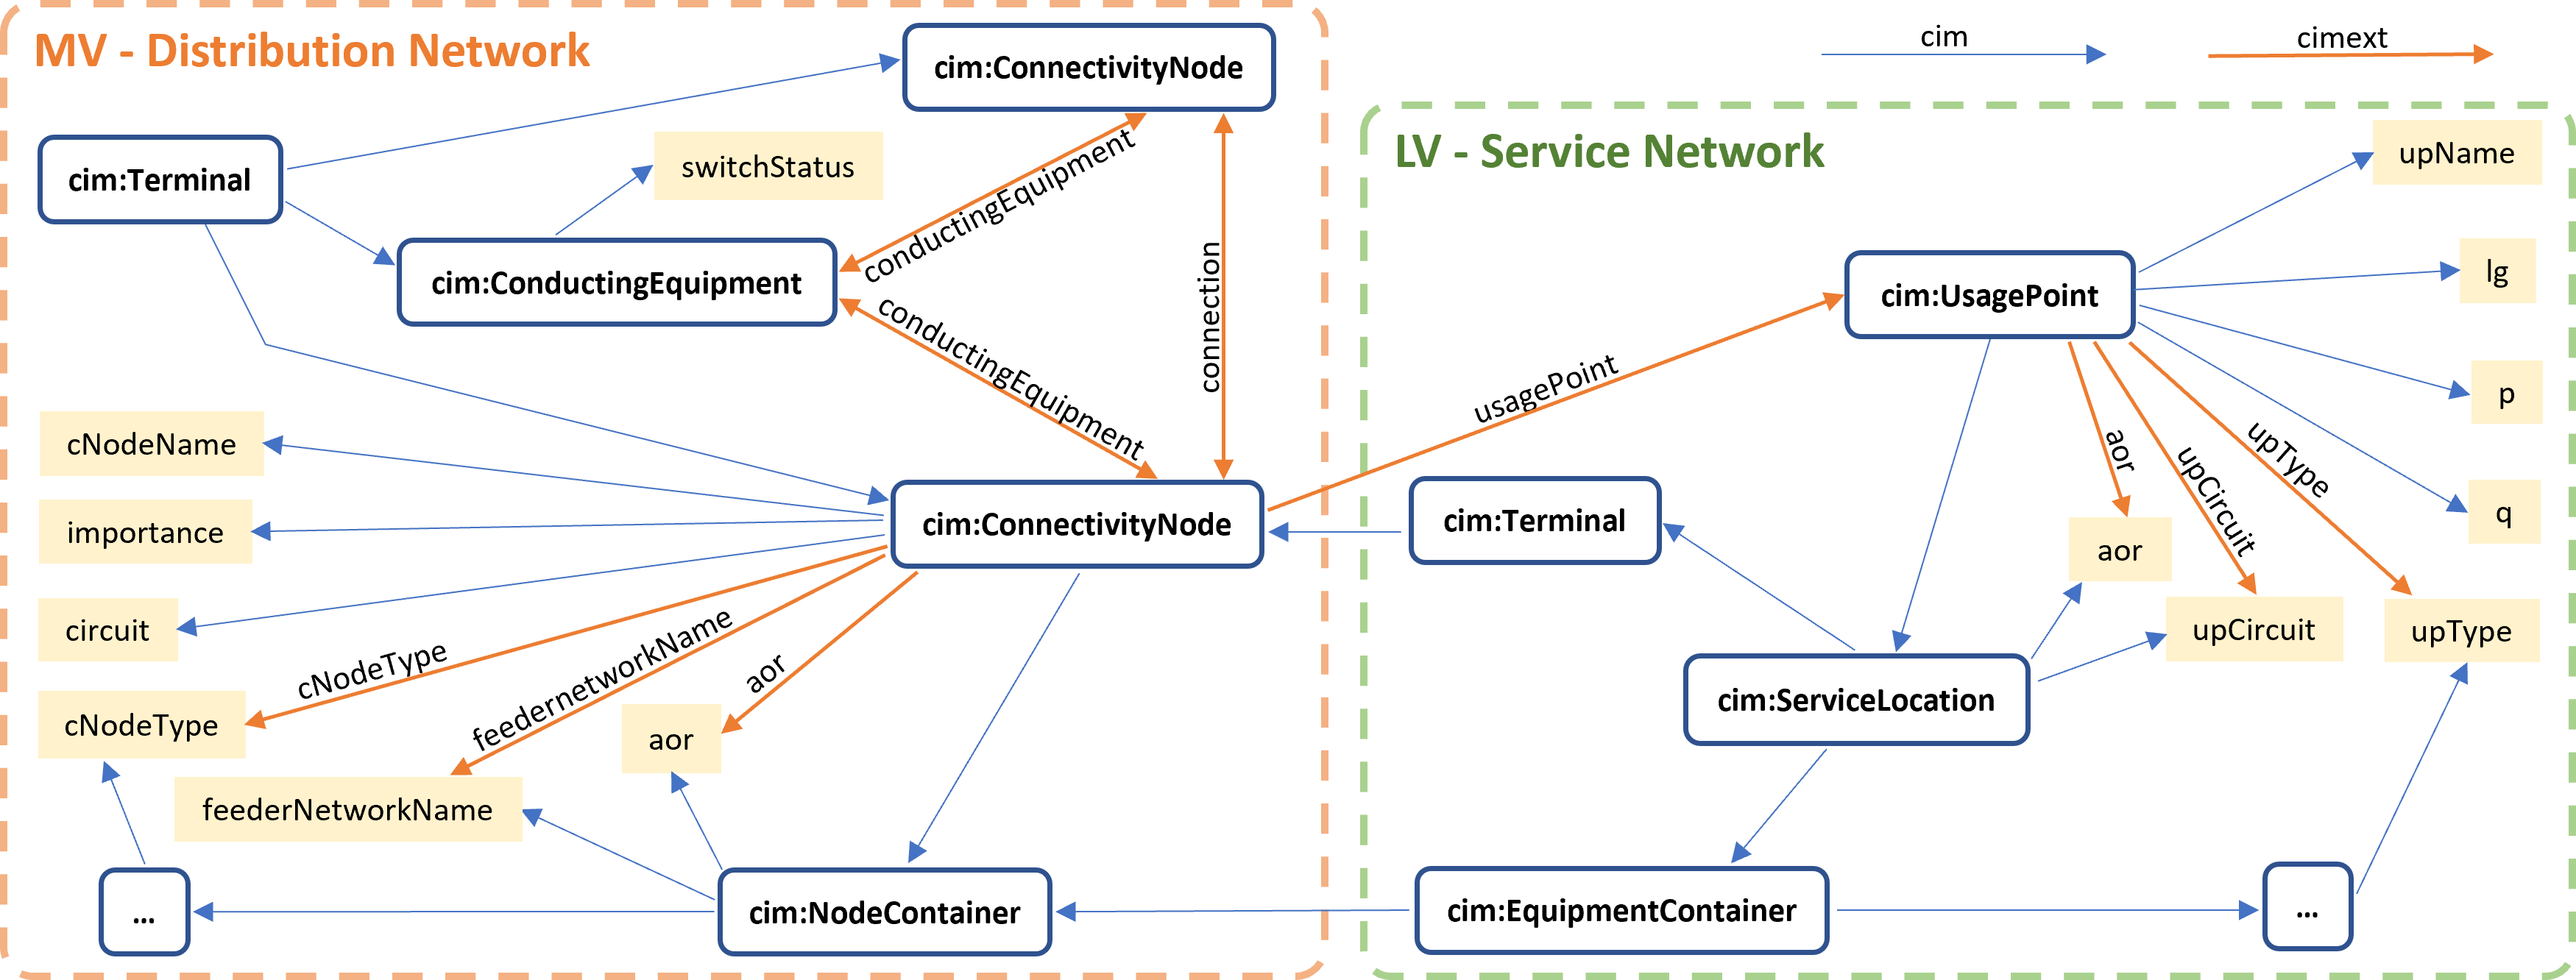 MV - Distribution Network
cim:ConnectivityNode
cim
cimext
cim:Terminal
switchStatus
conductingEquipment
cim:ConductingEquipment
conductingEquipment
connection
cNodeName
importance
circuit
cim:ConnectivityNode
cNodeType
feedernetworkName
aor
cNodeType
aor
feederNetworkName
...
cim:NodeContainer
LV - Service Network
upName
lg
cim:UsagePoint
p
usagePoint
q
aor
upCircuit
upType
cim:Terminal
aor
upCircuit
upType
cim:ServiceLocation
cim:EquipmentContainer
...